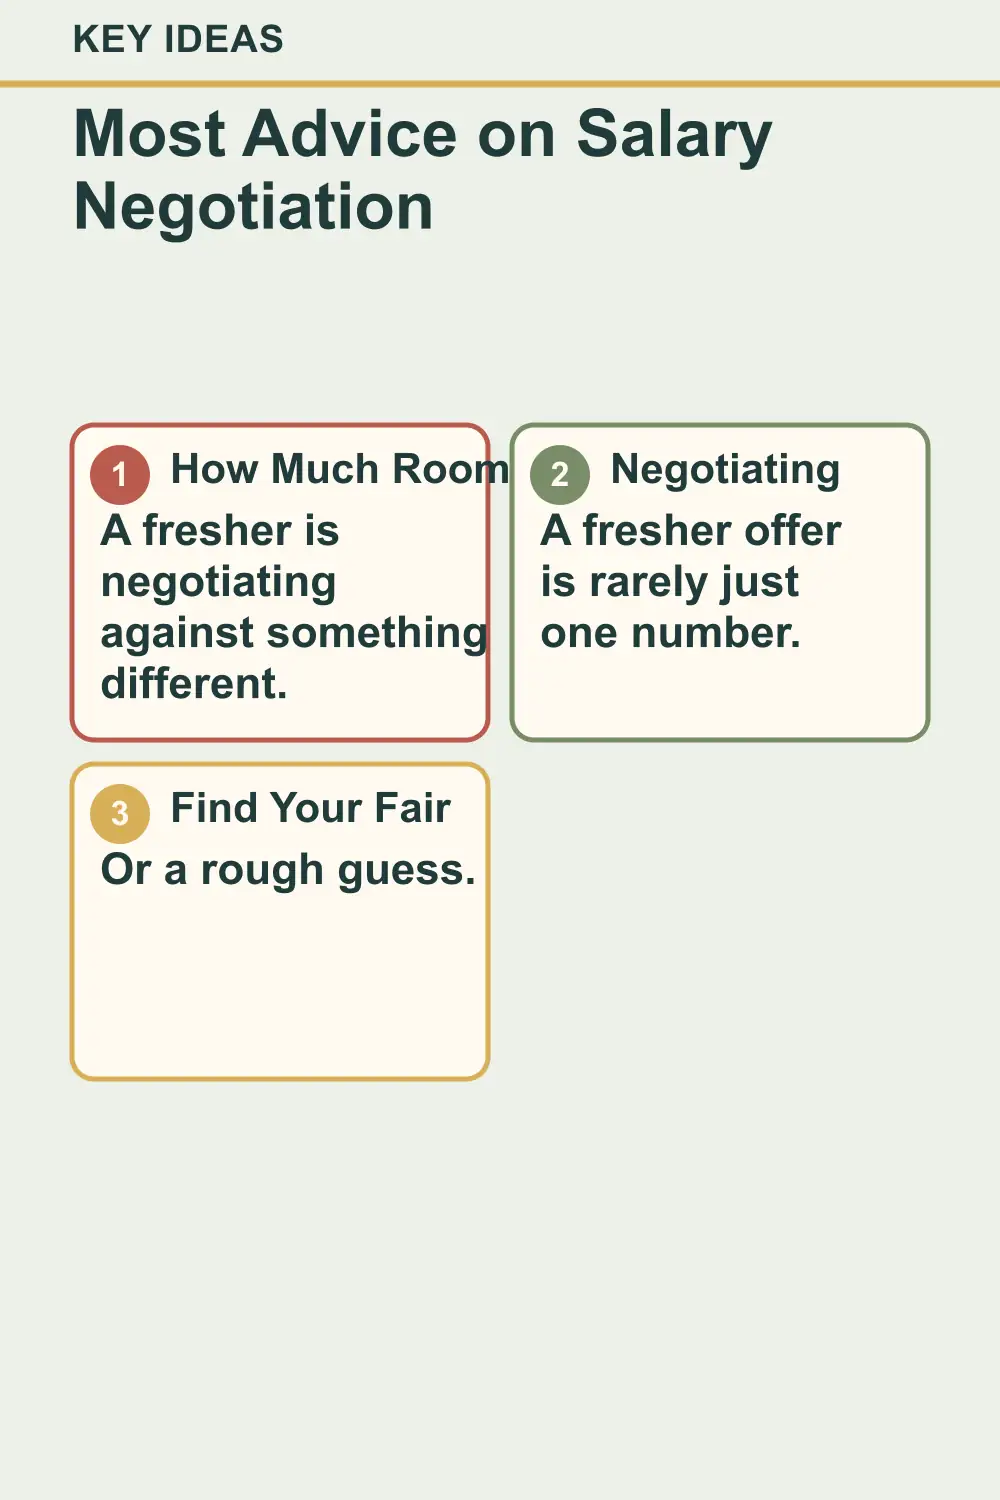 KEY IDEAS
Most Advice on Salary
Negotiation
1
How Much Room
A fresher is
negotiating
against something
different.
2
Negotiating
A fresher offer
is rarely just
one number.
3
Find Your Fair
Or a rough guess.